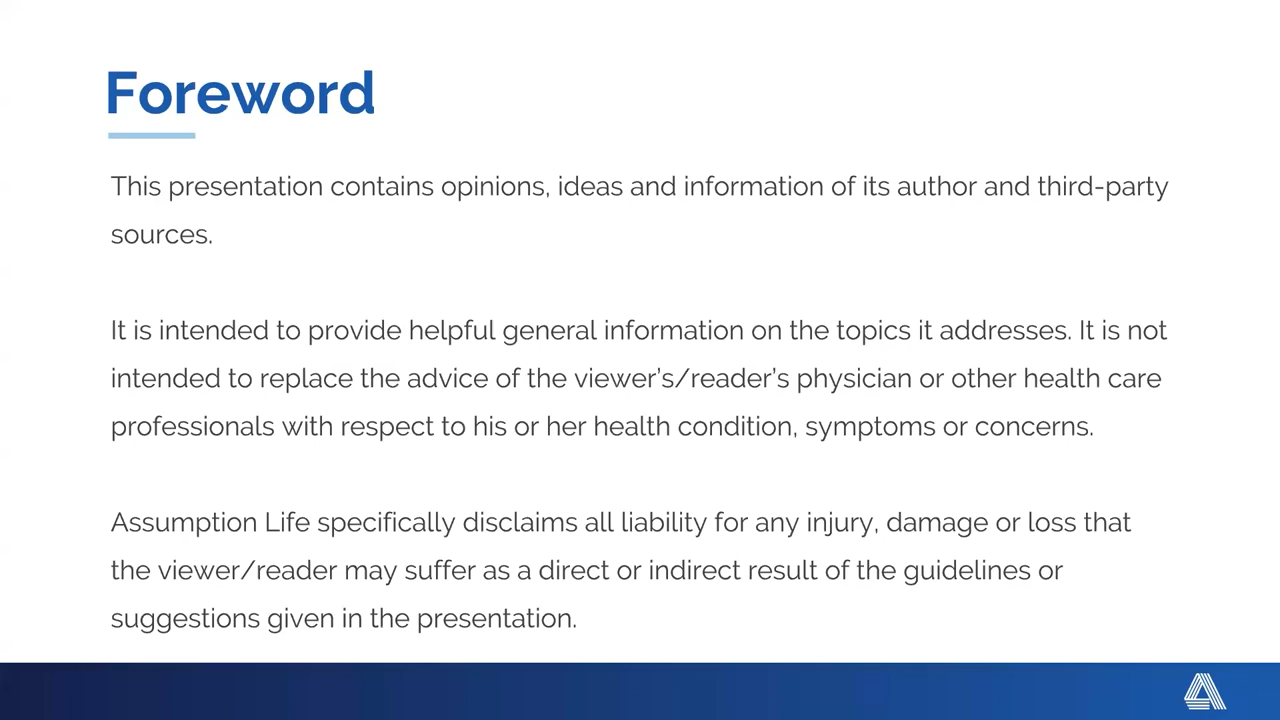 Foreword
This presentation contains opinions, ideas and information of its author and third-party
sources.
It is intended to provide helpful general information on the topics it addresses. It is not
intended to replace the advice of the viewer’s/reader’s physician or other health care
professionals with respect to his or her health condition, symptoms or concerns.
Assumption Life specifically disclaims all liability for any injury, damage or loss that
the viewer/reader may suffer as a direct or indirect result of the guidelines or
suggestions given in the presentation.